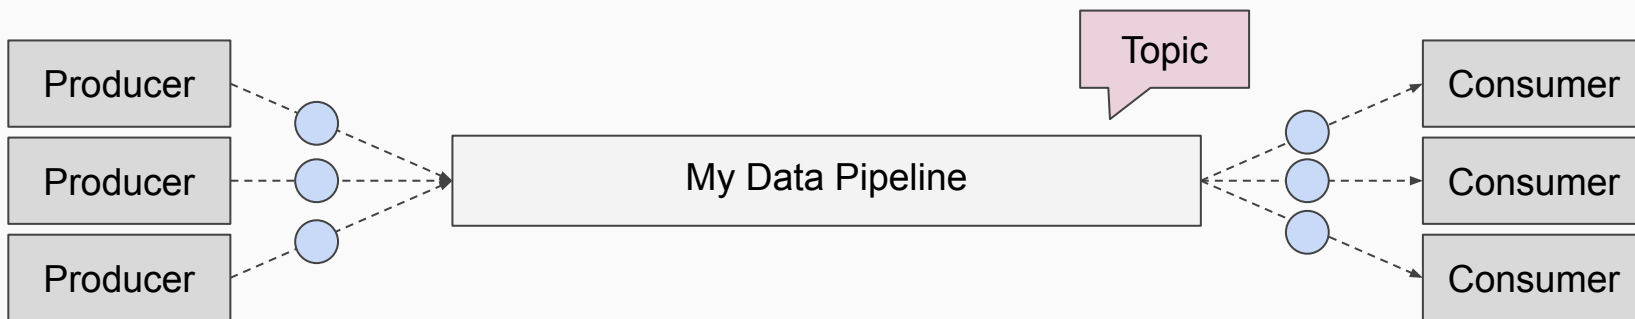 Topic
Producer
Producer
Producer
My Data Pipeline
Consumer
Consumer
Consumer